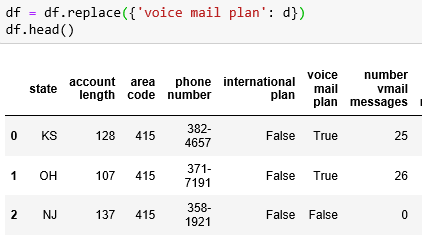 df = df.replace({'voice mail plan': d})
df.head()
state account length area code phone number international plan voice mail plan number vmail messages
0 KS 128 415 382-4657 False True 25
1 OH 107 415 371-7191 False True 26
2 NJ 137 415 358-1921 False False 0